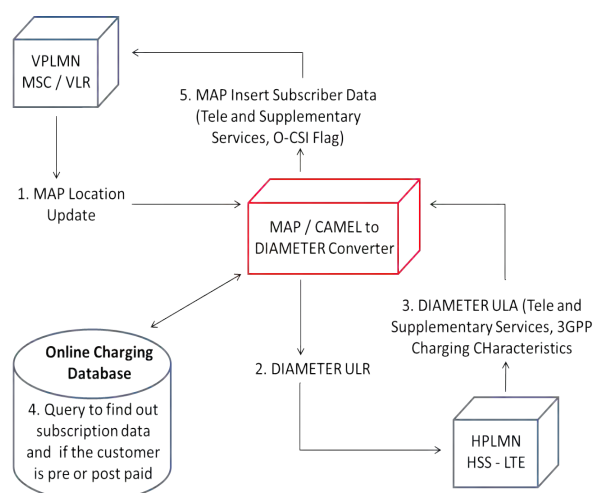 VPLMN
MSC / VLR
5. MAP Insert Subscriber Data
(Tele and Supplementary
Services, O-CSI Flag)
1. MAP Location
Update
MAP / CAMEL to
DIAMETER Converter
3. DIAMETER ULA (Tele and
Supplementary Services, 3GPP
Charging CHaracteristics
Online Charging
Database
2. DIAMETER ULR
4. Query to find out
subscription data
and if the customer
is pre or post paid
HPLMN
HSS - LTE